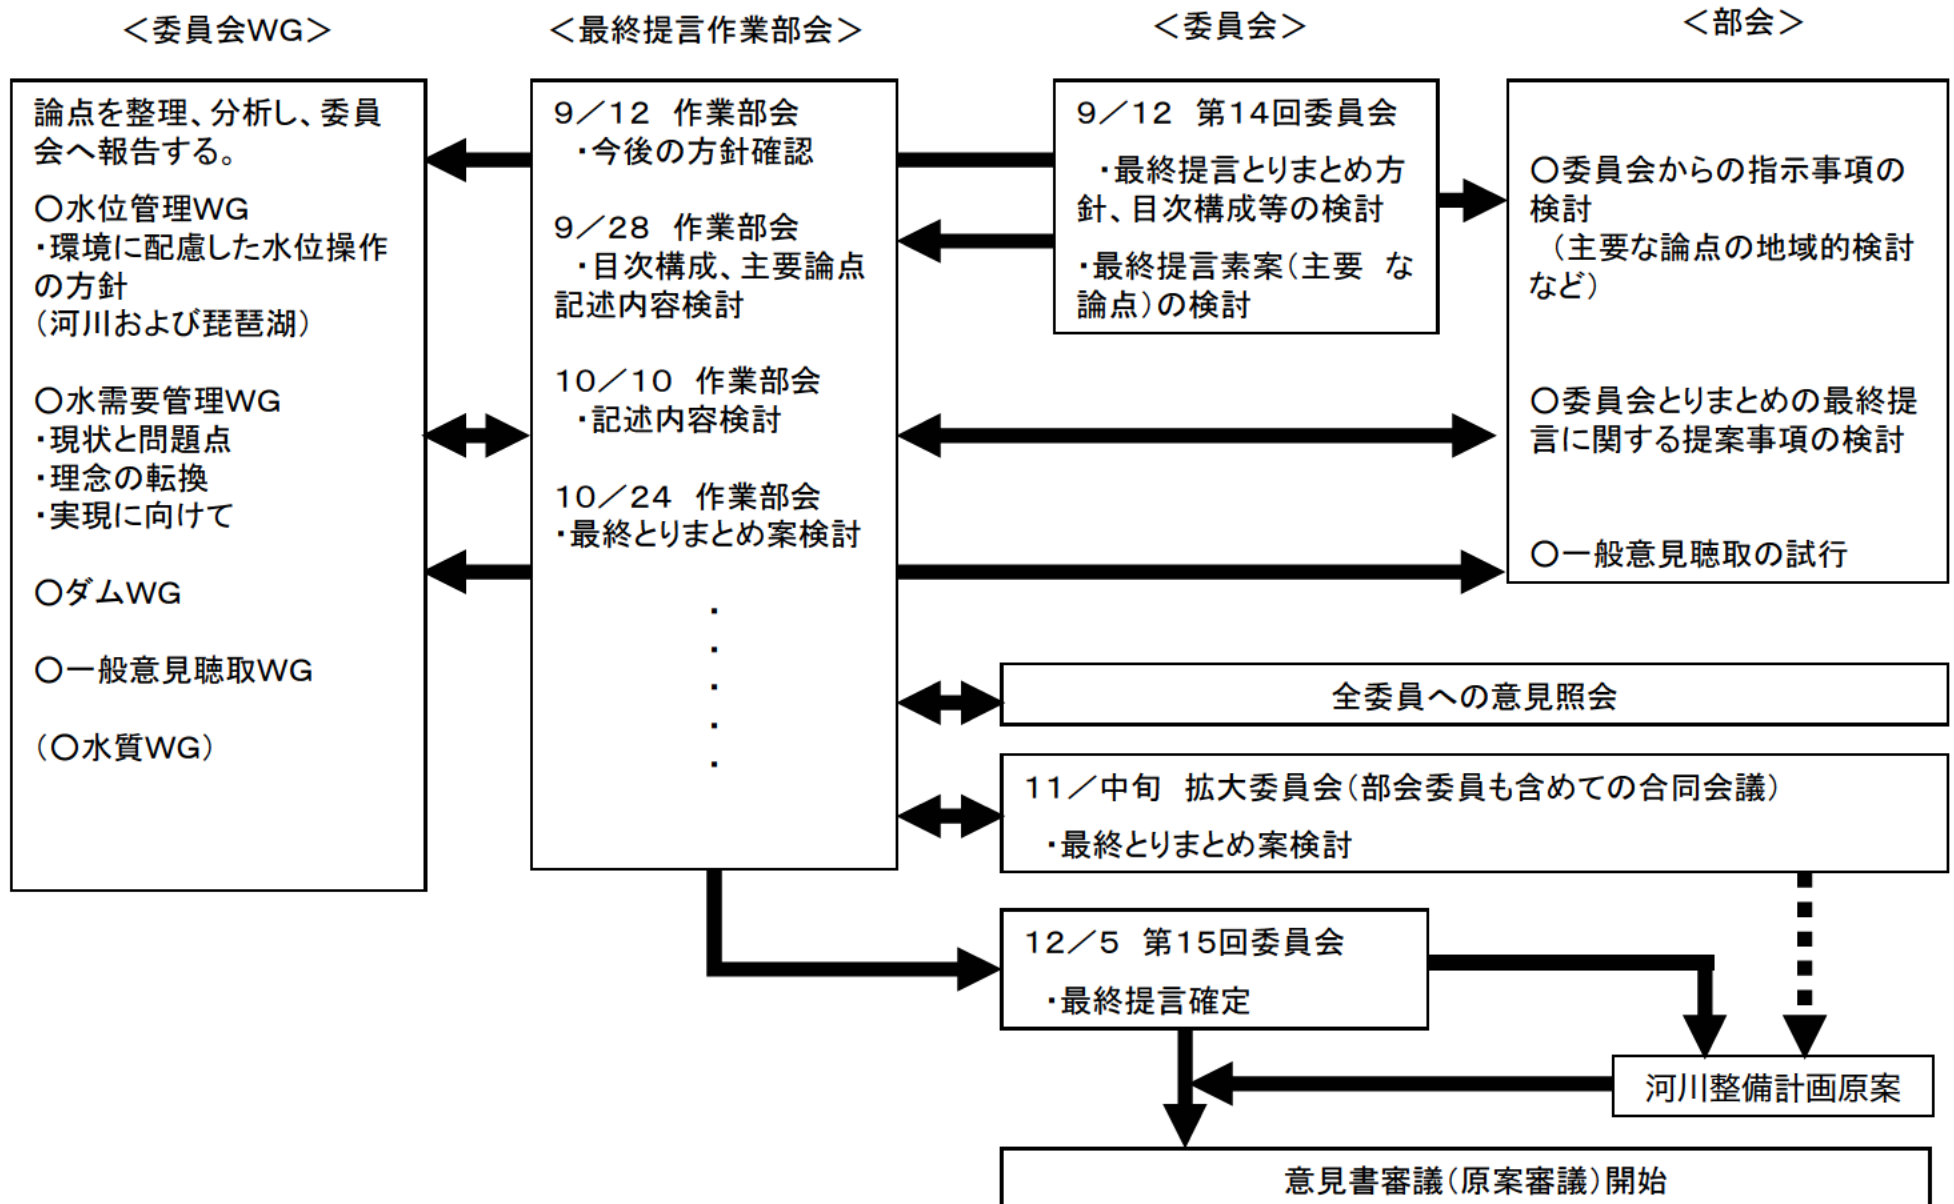 ＜委員会WG＞
＜最終提言作業部会＞
＜委員会＞
＜部会＞
論点を整理、分析し、委員
会へ報告する。
○水位管理WG
・環境に配慮した水位操作
の方針
（河川および琵琶湖）
○水需要管理WG
・現状と問題点
・理念の転換
・実現に向けて
○ダムWG
○一般意見聴取WG
（○水質WG）
9／12　作業部会
・今後の方針確認
9／28　作業部会
・目次構成、主要論点
記述内容検討
10／10　作業部会
・記述内容検討
10／24　作業部会
・最終とりまとめ案検討
・
・
・
・
・
9／12　第14回委員会
・最終提言とりまとめ方
針、目次構成等の検討
・最終提言素案（主要　な
論点）の検討
○委員会からの指示事項の
検討
（主要な論点の地域的検討
など）
○委員会とりまとめの最終提
言に関する提案事項の検討
○一般意見聴取の試行
全委員への意見照会
11／中旬　拡大委員会（部会委員も含めての合同会議）
・最終とりまとめ案検討
12／5　第15回委員会
・最終提言確定
河川整備計画原案
意見書審議（原案審議）開始